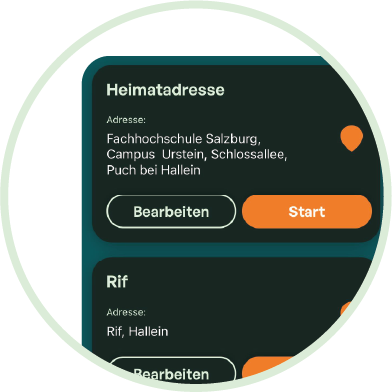 Heimatadresse
Adresse:
Fachhochschule Salzburg,
Campus Urstein, Schlossallee,
Puch bei Hallein
Bearbeiten Start
Rif
Adresse:
Rif, Hallein
Bearbeiten